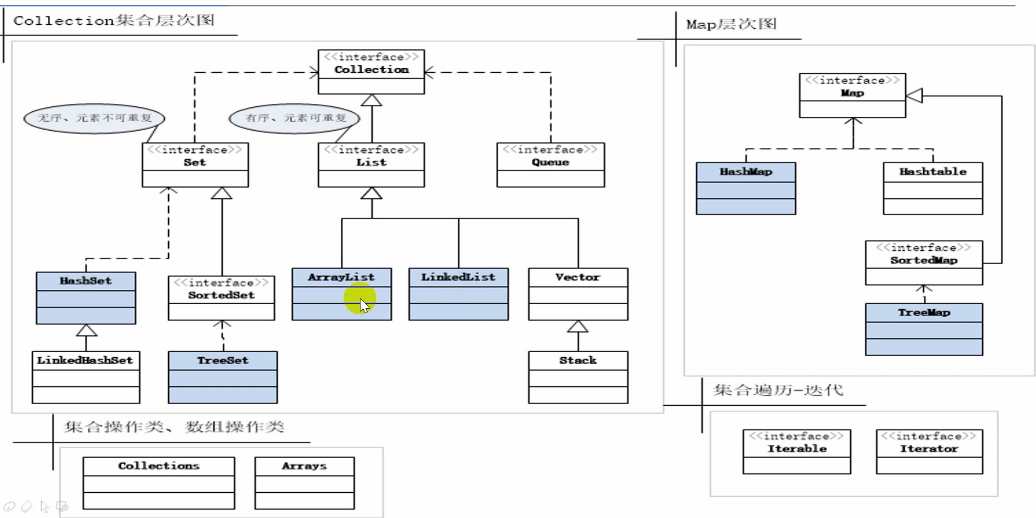 Collection集合层次图
<<interface>>
Collection
无序、元素不可重复
有序、元素可重复
<<interface>>
Set
<<interface>>
List
<<interface>>
Queue
HashSet
<<interface>>
SortedSet
ArrayList
LinkedList
Vector
LinkedHashSet
TreeSet
Stack
Map层次图
<<interface>>
Map
HashMap
Hashtable
<<interface>>
SortedMap
TreeMap
集合操作类、数组操作类
Collections
Arrays
集合遍历-迭代
<<interface>>
Iterable
<<interface>>
Iterator